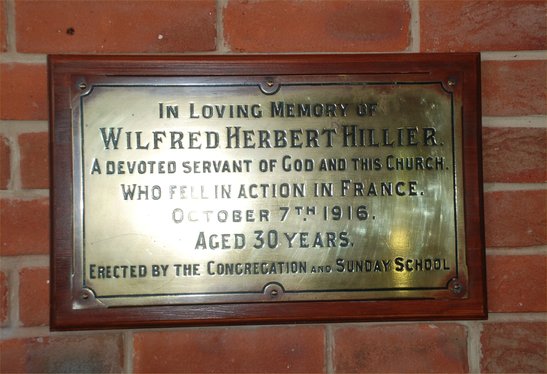 In Loving Memory of
Wilfred Herbert Hillier.
A devoted servant of God and this Church.
Who fell in action in France.
October 7th. 1916.
Aged 30 years.
Erected by the Congregation and Sunday School